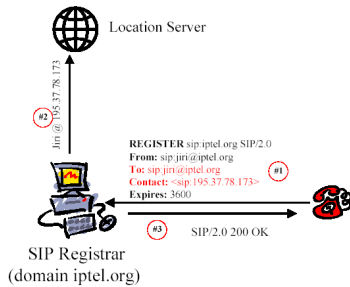 Location Server
#2
Jiri @ 195.37.78.173
REGISTER sip:iptel.org SIP/2.0
From: sip:jiri@iptel.org
To: sip:jiri@iptel.org
Contact: <sip:195.37.78.173>
Expires: 3600
#1
#3
SIP/2.0 200 OK
SIP Registrar
(domain iptel.org)